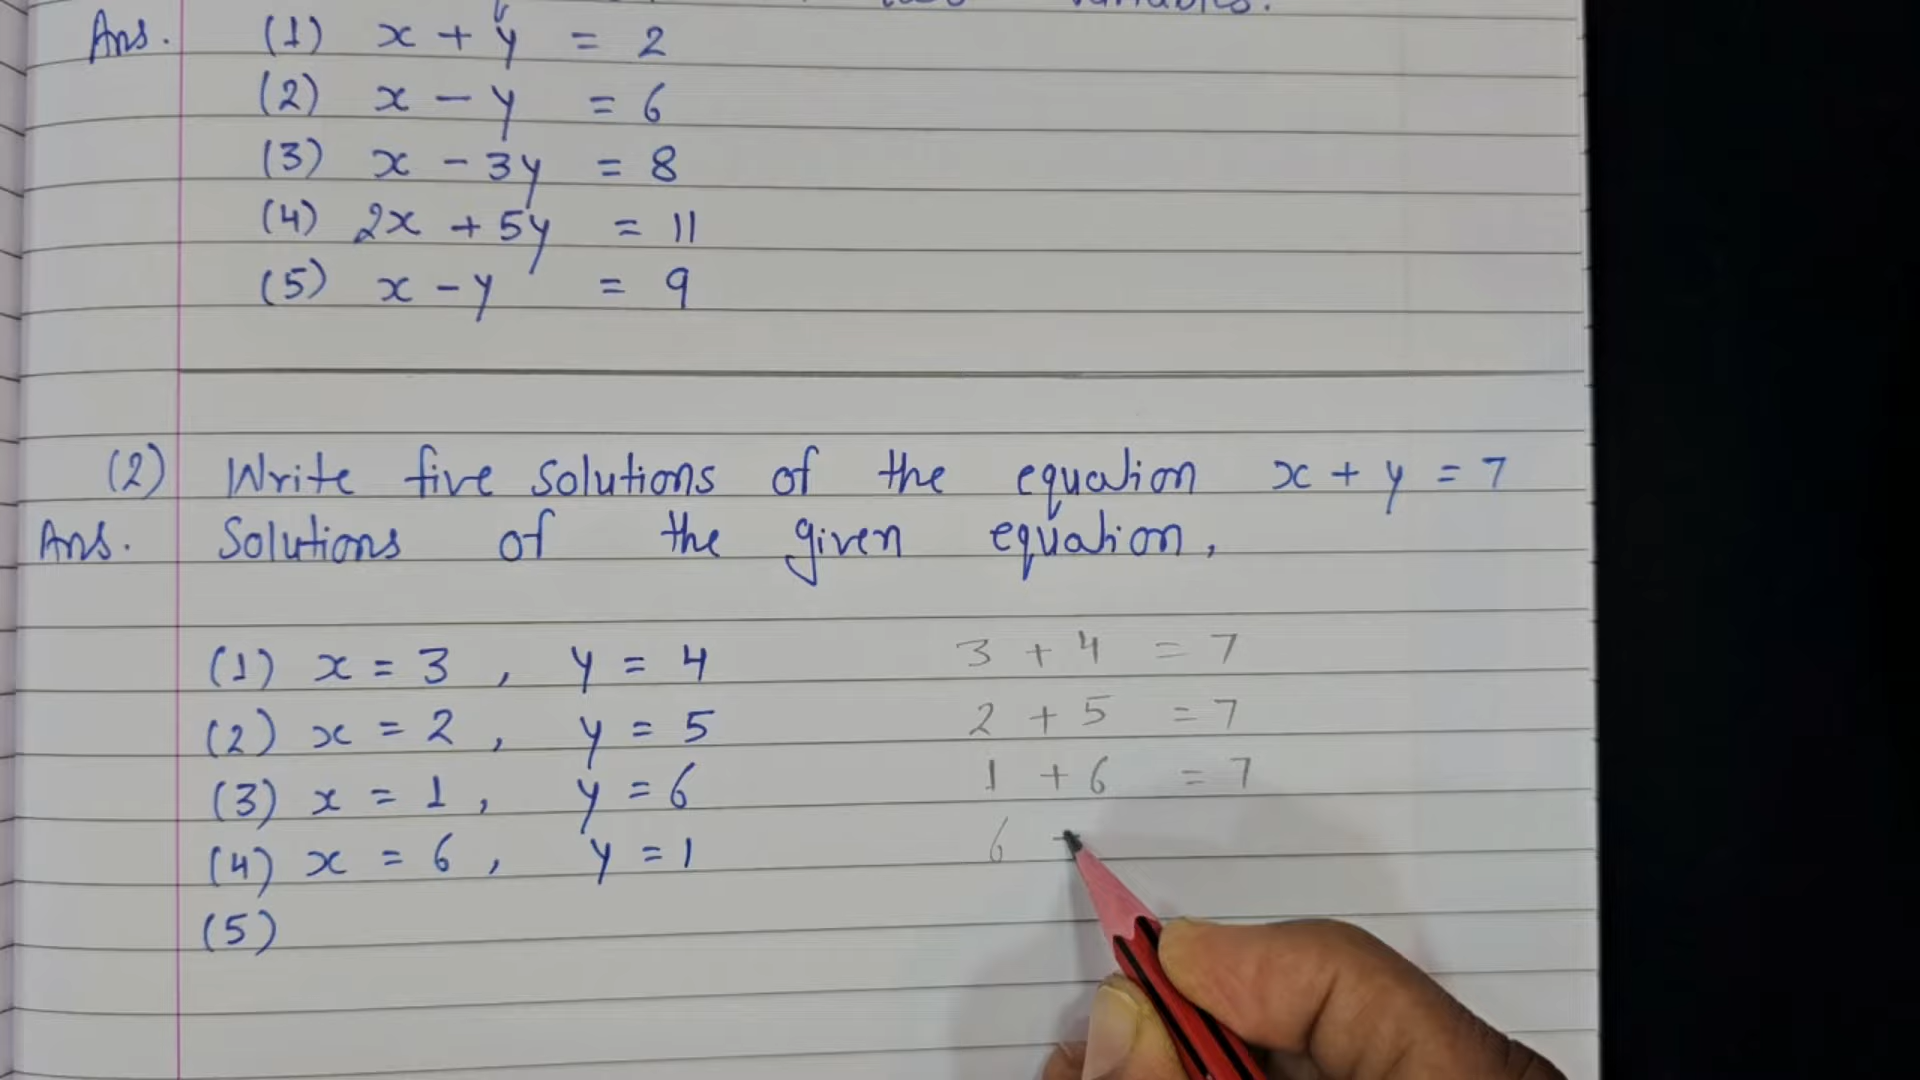 variables.
Ans. (1) x + y = 2
(2) x - y = 6
(3) x - 3y = 8
(4) 2x + 5y = 11
(5) x - y = 9
(2) Write five solutions of the equation x + y = 7
Ans. Solutions of the given equation,
(1) x = 3 , y = 4 3 + 4 = 7
(2) x = 2 , y = 5 2 + 5 = 7
(3) x = 1 , y = 6 1 + 6 = 7
(4) x = 6 , y = 1 6 +
(5)